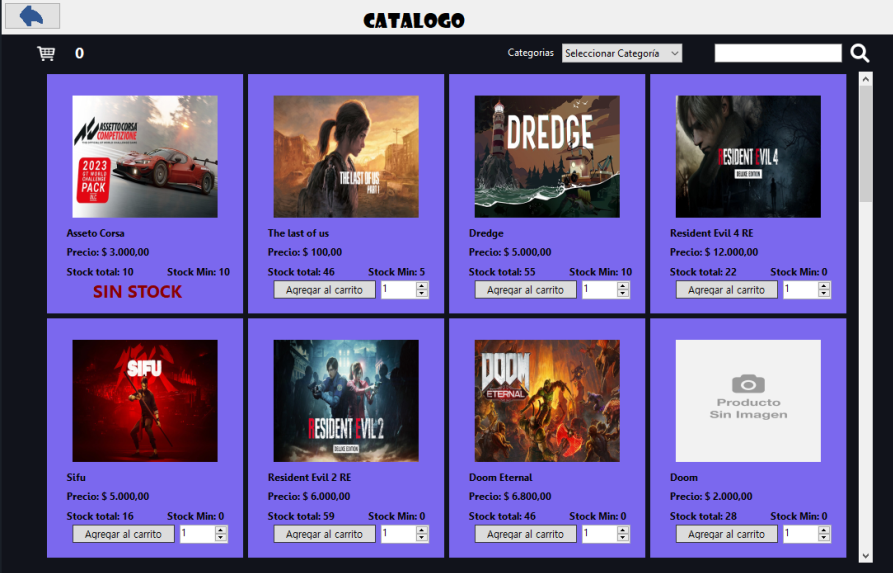 CATALOGO
0
Categorias
Seleccionar Categoría
ASSETTO CORSA
COMPETIZIONE
2023
GT WORLD
CHALLENGE
PACK
THE LAST OF US
PART I
DREDGE
RESIDENT EVIL 4
DELUXE EDITION
Asseto Corsa
The last of us
Dredge
Resident Evil 4 RE
Precio: $ 3.000,00
Precio: $ 100,00
Precio: $ 5.000,00
Precio: $ 12.000,00
Stock total: 10 Stock Min: 10
Stock total: 46 Stock Min: 5
Stock total: 55 Stock Min: 10
Stock total: 22 Stock Min: 0
SIN STOCK
Agregar al carrito 1
Agregar al carrito 1
Agregar al carrito 1
SIFU
RESIDENT EVIL 2
DELUXE EDITION
DOOM
ETERNAL
Producto
Sin Imagen
Sifu
Resident Evil 2 RE
Doom Eternal
Doom
Precio: $ 5.000,00
Precio: $ 6.000,00
Precio: $ 6.800,00
Precio: $ 2.000,00
Stock total: 16 Stock Min: 0
Stock total: 59 Stock Min: 0
Stock total: 46 Stock Min: 0
Stock total: 28 Stock Min: 0
Agregar al carrito 1
Agregar al carrito 1
Agregar al carrito 1
Agregar al carrito 1